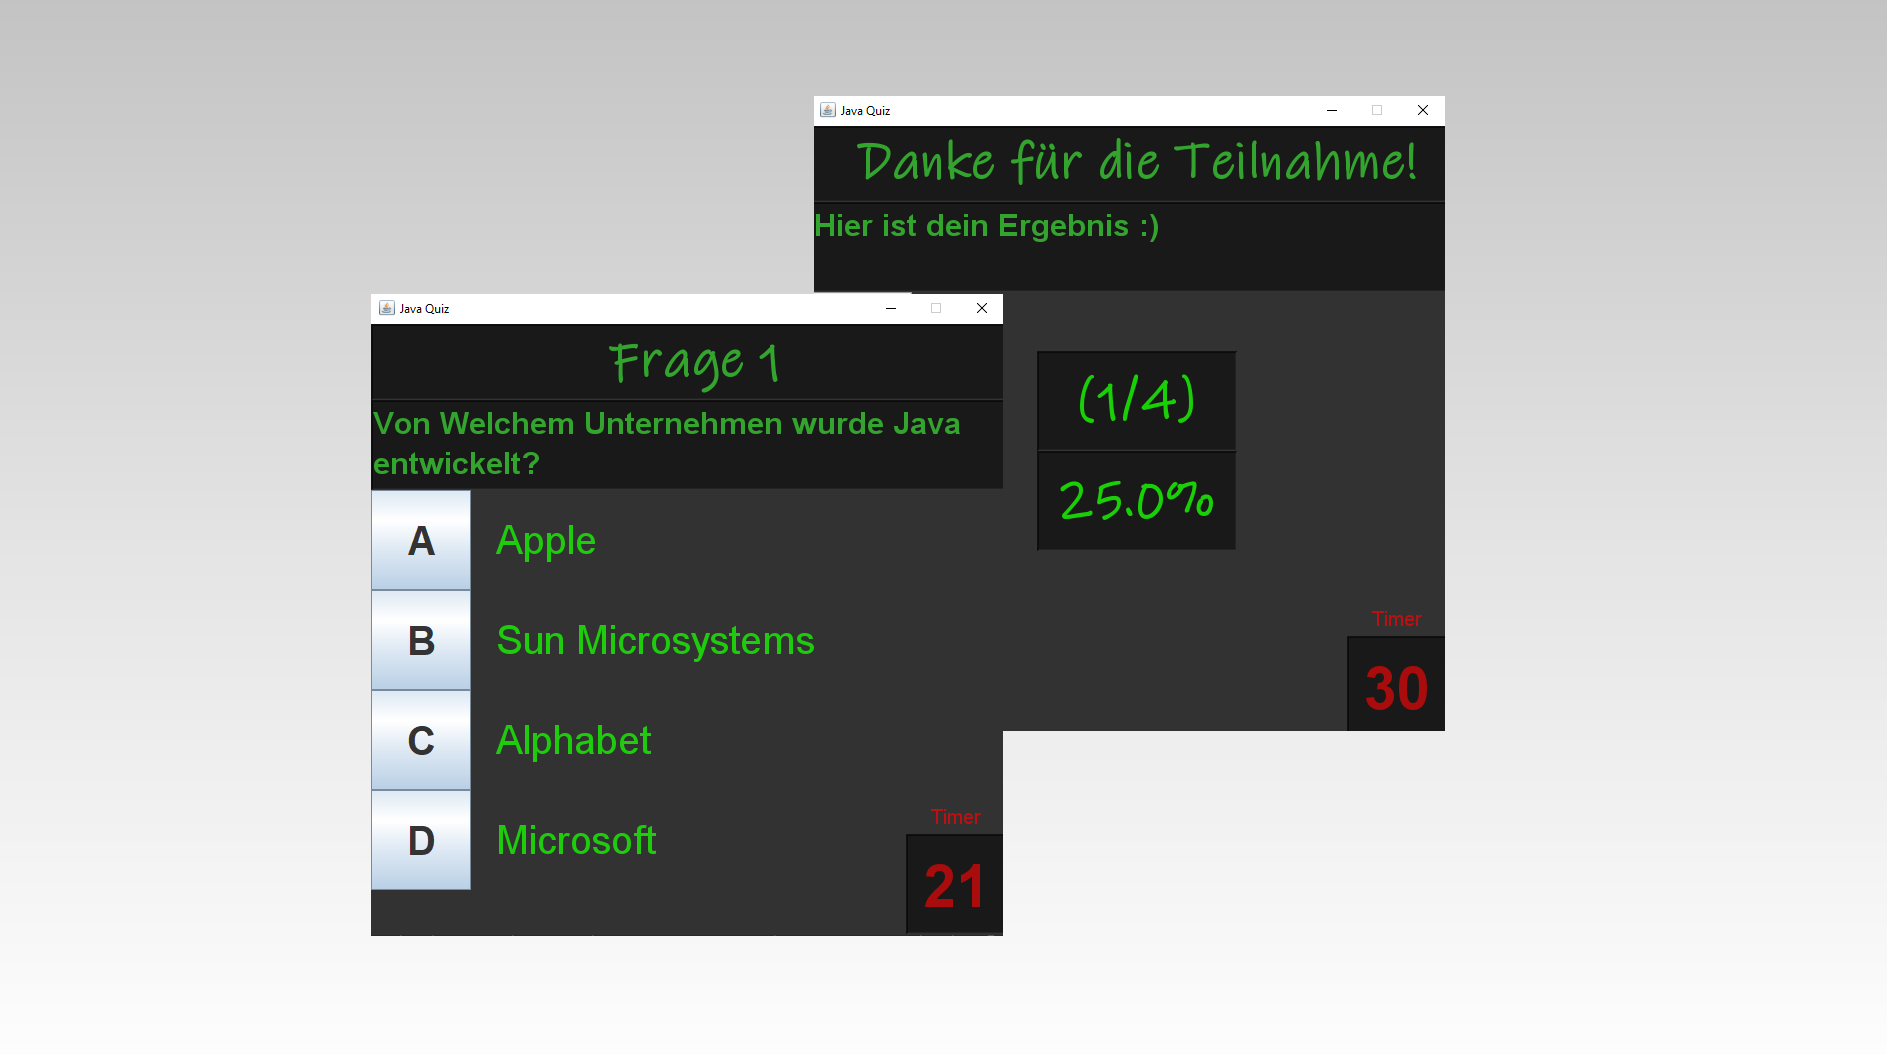 Java Quiz
Danke für die Teilnahme!
Hier ist dein Ergebnis :)
(1/4)
25.0%
Timer
30
Java Quiz
Frage 1
Von Welchem Unternehmen wurde Java
entwickelt?
A Apple
B Sun Microsystems
C Alphabet
D Microsoft
Timer
21